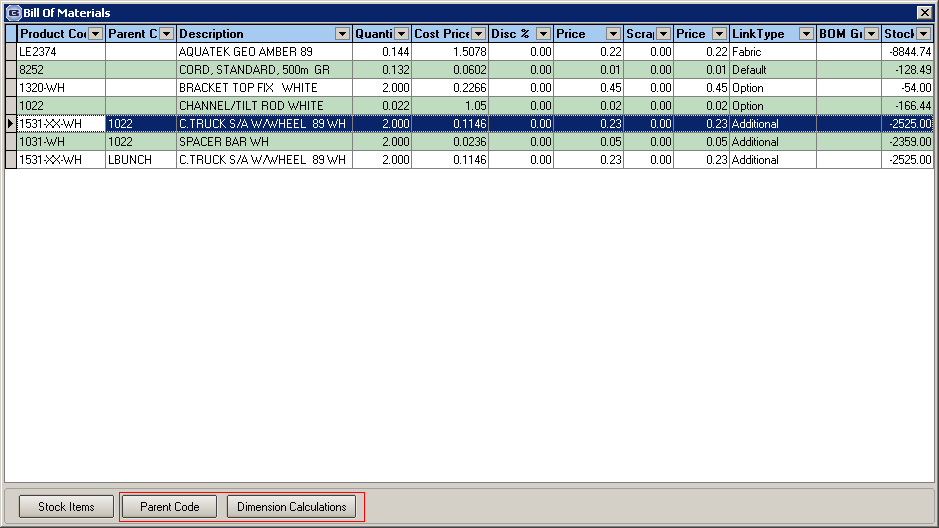 Bill Of Materials
Product Co Parent C Description Quanti Cost Price Disc % Price Scrap Price LinkType BOM Gr Stock
LE2374 AQUATEK GEO AMBER 89 0.144 1.5078 0.00 0.22 0.00 0.22 Fabric -8844.74
8252 CORD, STANDARD, 500m GR 0.132 0.0602 0.00 0.01 0.00 0.01 Default -128.49
1320-WH BRACKET TOP FIX WHITE 2.000 0.2266 0.00 0.45 0.00 0.45 Option -54.00
1022 CHANNEL/TILT ROD WHITE 0.022 1.05 0.00 0.02 0.00 0.02 Option -166.44
1531-XX-WH 1022 C.TRUCK S/A W/WHEEL 89 WH 2.000 0.1146 0.00 0.23 0.00 0.23 Additional -2525.00
1031-WH 1022 SPACER BAR WH 2.000 0.0236 0.00 0.05 0.00 0.05 Additional -2359.00
1531-XX-WH LBUNCH C.TRUCK S/A W/WHEEL 89 WH 2.000 0.1146 0.00 0.23 0.00 0.23 Additional -2525.00
Stock Items Parent Code Dimension Calculations